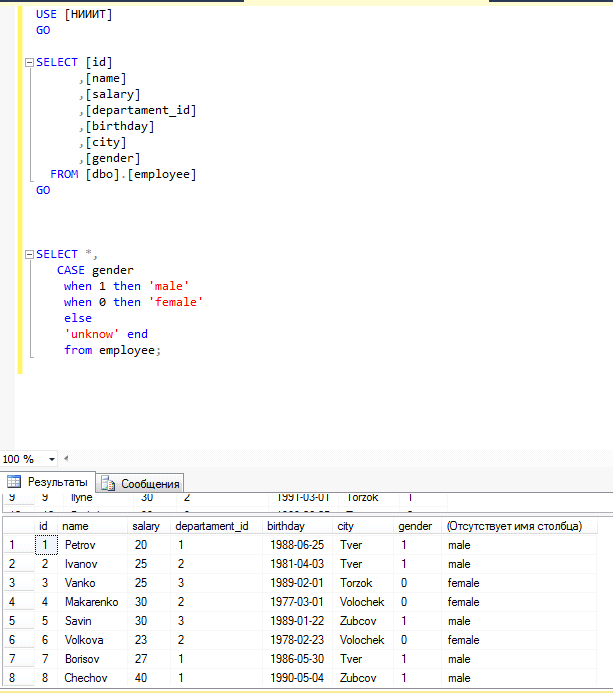 USE [НИИИТ]
GO
SELECT [id]
,[name]
,[salary]
,[departament_id]
,[birthday]
,[city]
,[gender]
FROM [dbo].[employee]
GO
SELECT *,
CASE gender
when 1 then 'male'
when 0 then 'female'
else
'unknow' end
from employee;
100 %
Результаты Сообщения
9 9 Ilyne 30 2 1991-03-01 Torzok 1
id name salary departament_id birthday city gender (Отсутствует имя столбца)
1 1 Petrov 20 1 1988-06-25 Tver 1 male
2 2 Ivanov 25 2 1981-04-03 Tver 1 male
3 3 Vanko 25 3 1989-02-01 Torzok 0 female
4 4 Makarenko 30 2 1977-03-01 Volochek 0 female
5 5 Savin 30 3 1989-01-22 Zubcov 1 male
6 6 Volkova 23 2 1978-02-23 Volochek 0 female
7 7 Borisov 27 1 1986-05-30 Tver 1 male
8 8 Chechov 40 1 1990-05-04 Zubcov 1 male